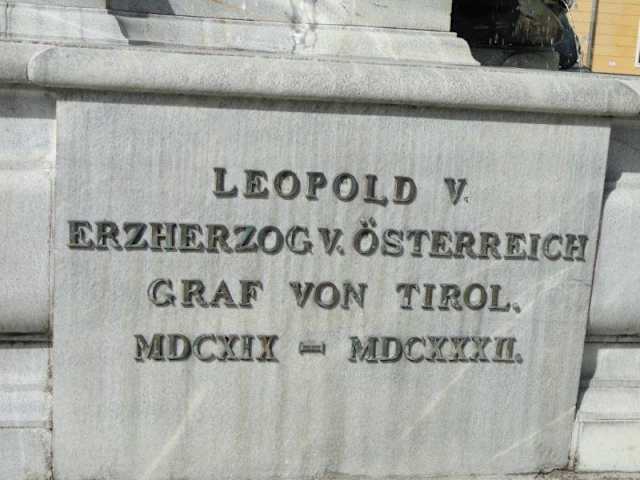 LEOPOLD V.
ERZHERZOG V. ÖSTERREICH
GRAF VON TIROL.
MDCXIX – MDCXXXII.